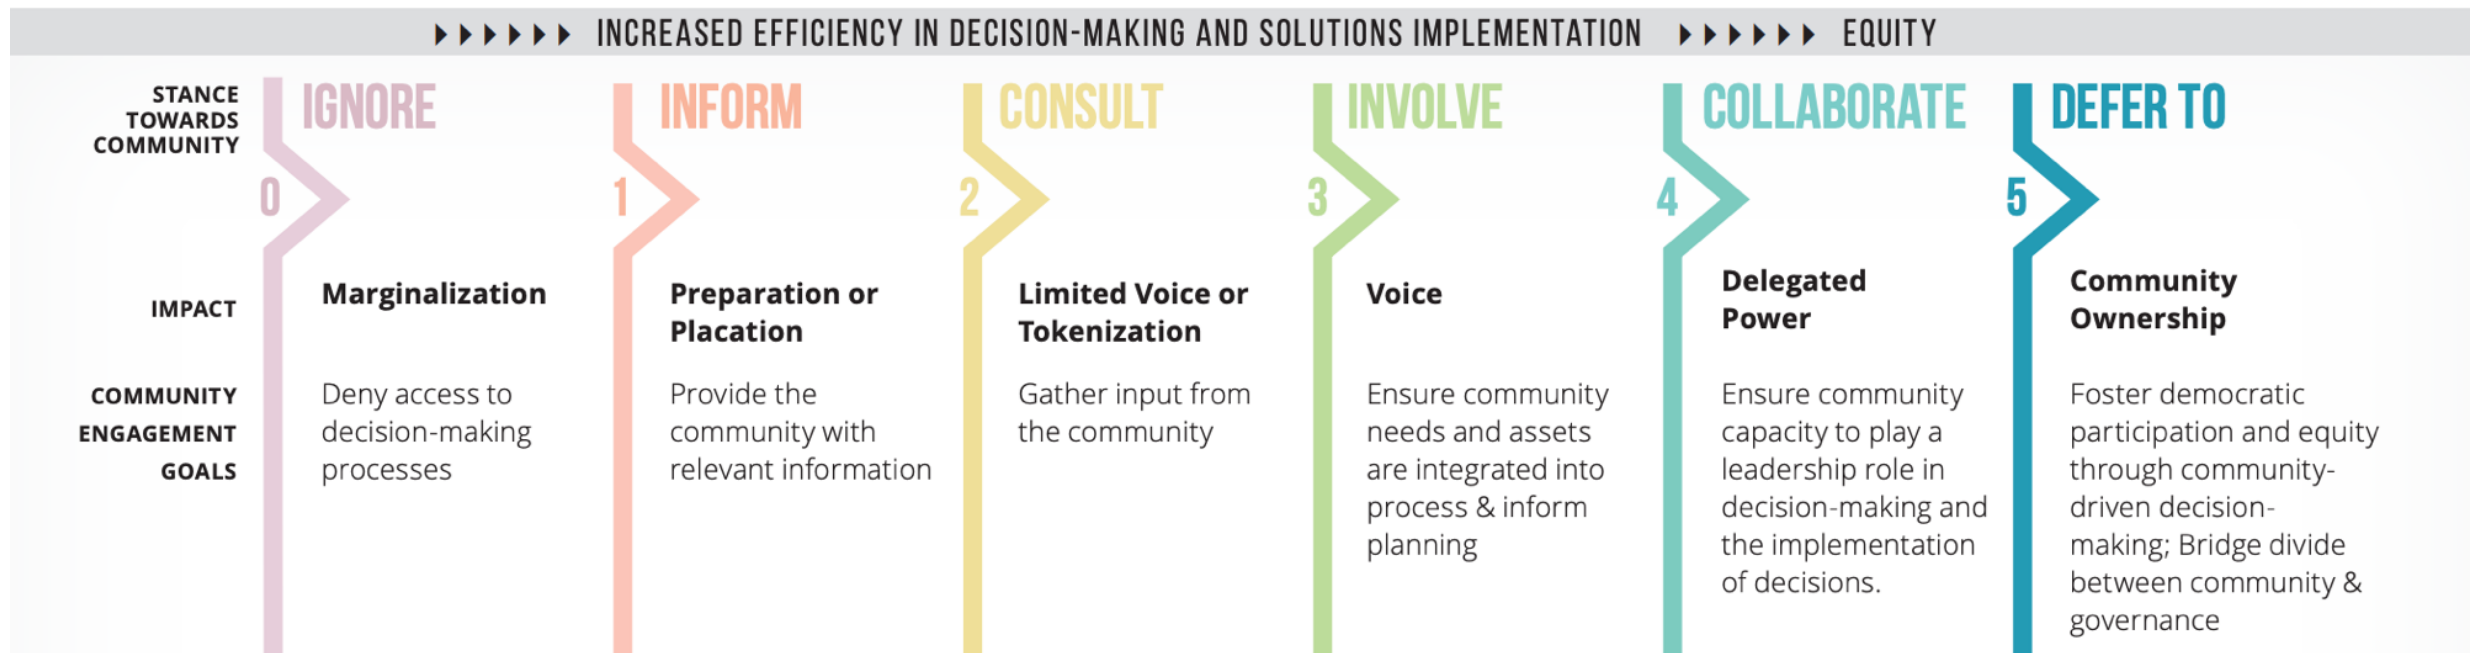 INCREASED EFFICIENCY IN DECISION-MAKING AND SOLUTIONS IMPLEMENTATION EQUITY
STANCE
TOWARDS
COMMUNITY
IGNORE
INFORM
CONSULT
INVOLVE
COLLABORATE
DEFER TO
0
1
2
3
4
5
IMPACT
Marginalization
Preparation or
Placation
Limited Voice or
Tokenization
Voice
Delegated
Power
Community
Ownership
COMMUNITY
ENGAGEMENT
GOALS
Deny access to
decision-making
processes
Provide the
community with
relevant information
Gather input from
the community
Ensure community
needs and assets
are integrated into
process & inform
planning
Ensure community
capacity to play a
leadership role in
decision-making and
the implementation
of decisions.
Foster democratic
participation and equity
through community-
driven decision-
making; Bridge divide
between community &
governance